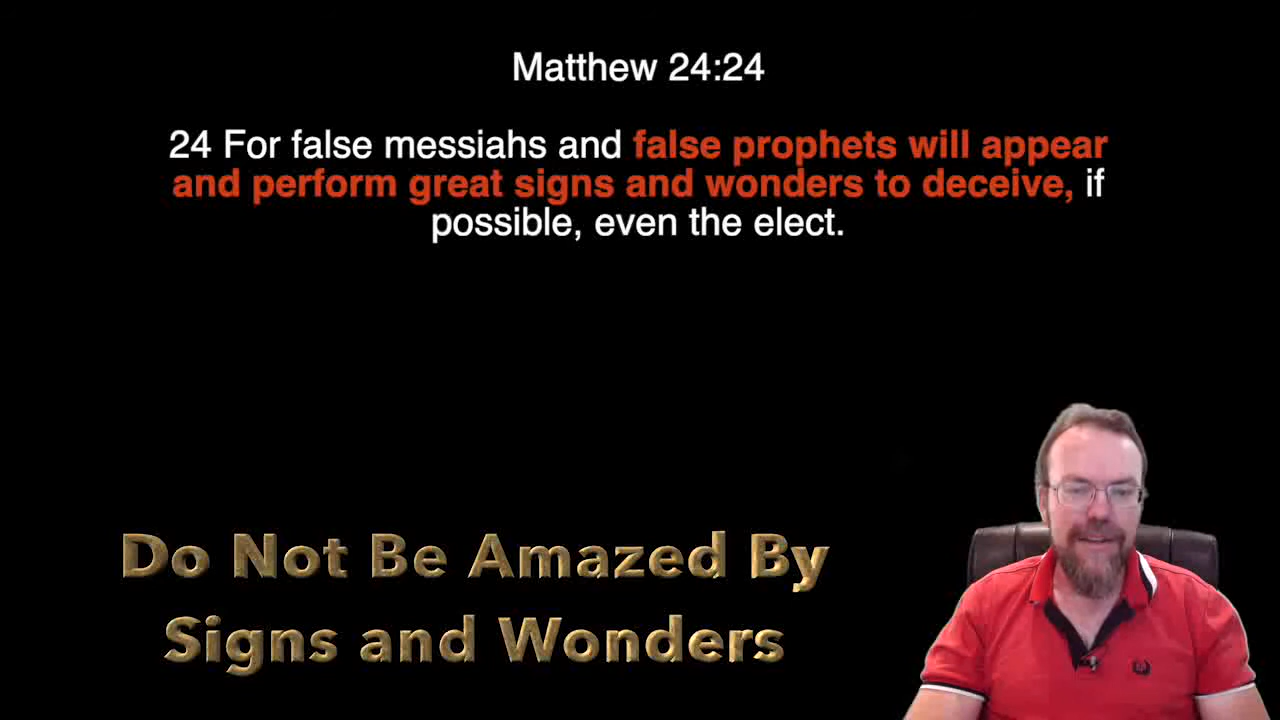 Matthew 24:24
24 For false messiahs and false prophets will appear
and perform great signs and wonders to deceive, if
possible, even the elect.
Do Not Be Amazed By
Signs and Wonders